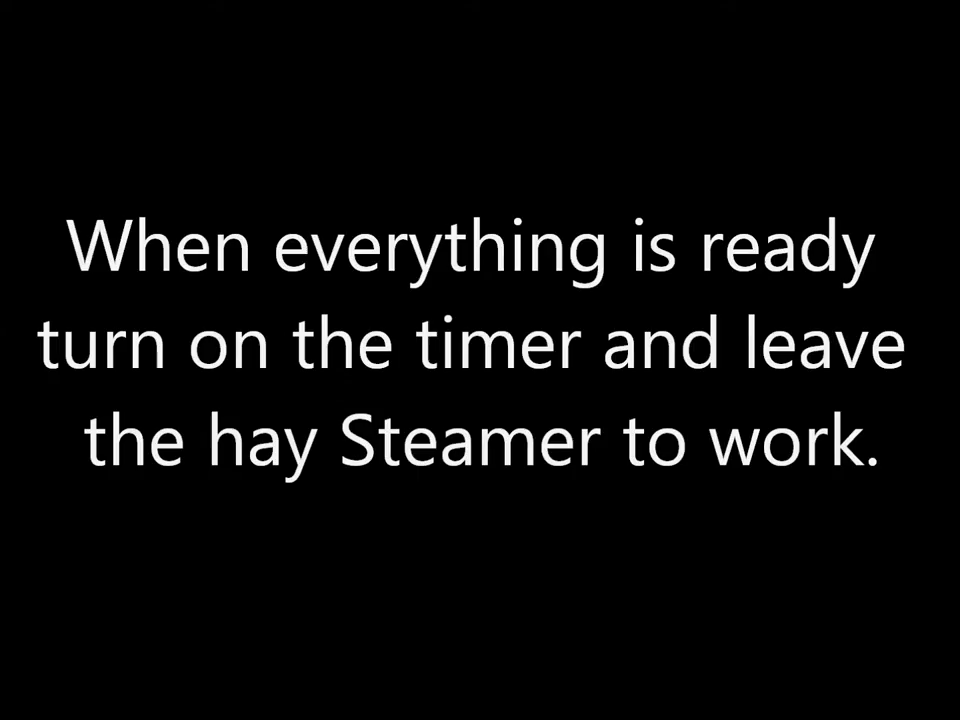 When everything is ready
turn on the timer and leave
the hay Steamer to work.